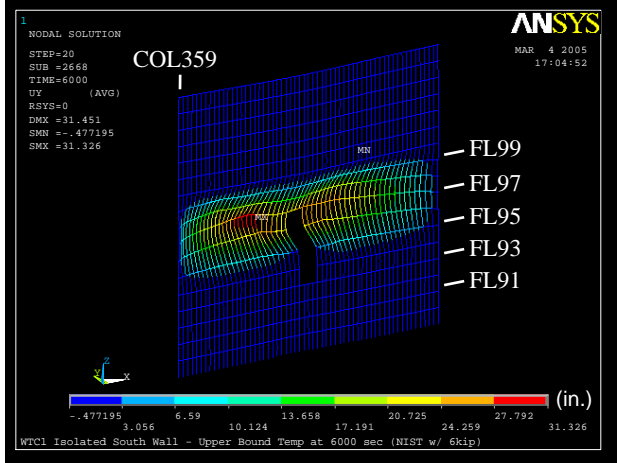 1
ANSYS
NODAL SOLUTION
MAR 4 2005
17:04:52
STEP=20
SUB =2668
TIME=6000
UY (AVG)
RSYS=0
DMX =31.451
SMN =-.477195
SMX =31.326
COL359
MN
FL99
FL97
MX
FL95
FL93
FL91
Z
Y
X
(in.)
-.477195 6.59 13.658 20.725 27.792
3.056 10.124 17.191 24.259 31.326
WTC1 Isolated South Wall - Upper Bound Temp at 6000 sec (NIST w/ 6kip)